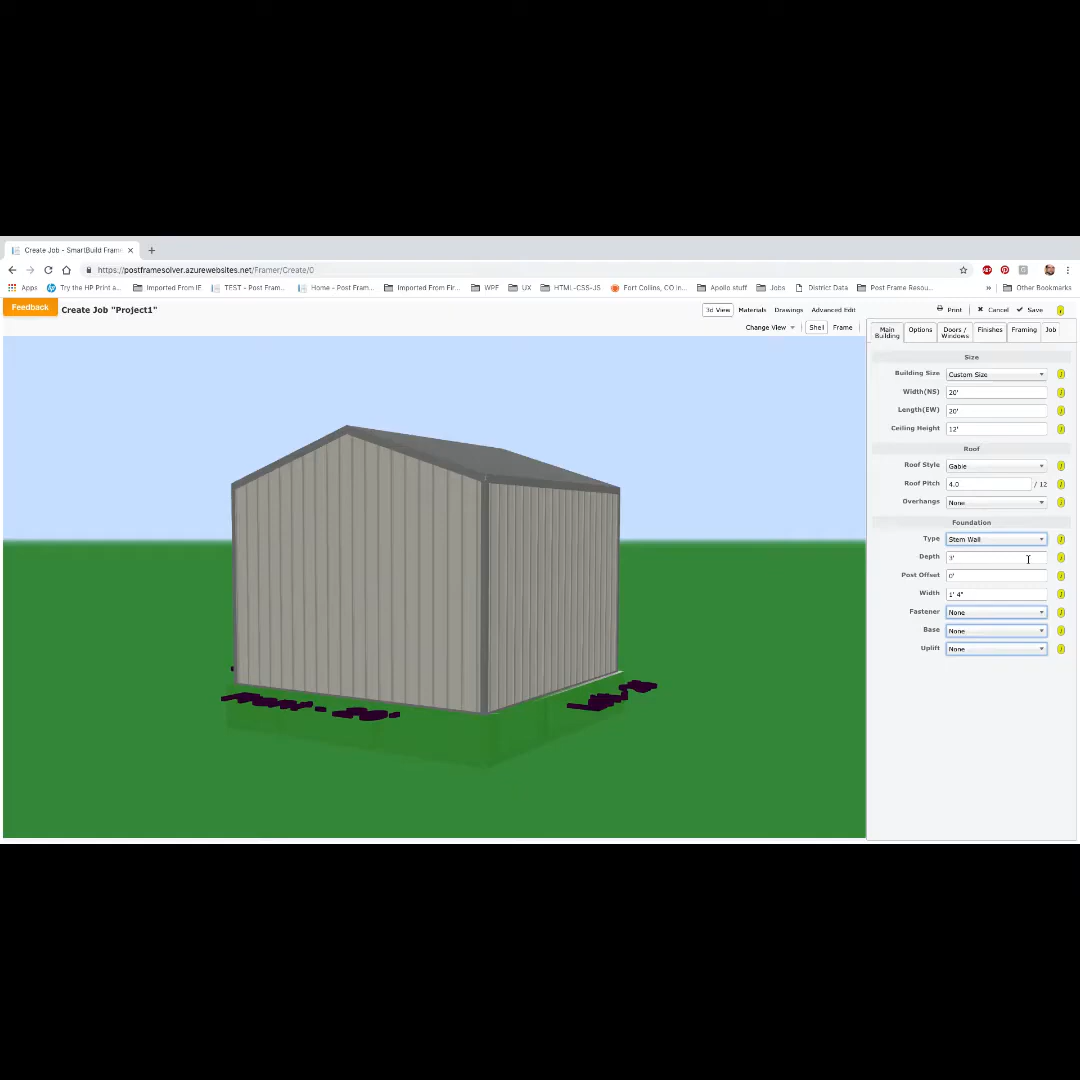 Create Job - SmartBuild Frame
https://postframesolver.azurewebsites.net/Framer/Create/0
Apps Try the HP Print a... Imported From IE TEST - Post Fram... Home - Post Fram... Imported From Fir... WPF UX HTML-CSS-JS Fort Collins, CO In... Apollo stuff Jobs District Data Post Frame Resou... » Other Bookmarks
Feedback Create Job "Project1" 3d View Materials Drawings Advanced Edit Print Cancel Save
Change View Shell Frame
Main Building Options Doors / Windows Finishes Framing Job
Size
Building Size Custom Size
Width(NS) 20'
Length(EW) 20'
Ceiling Height 12'
Roof
Roof Style Gable
Roof Pitch 4.0 / 12
Overhangs None
Foundation
Type Stem Wall
Depth 3'
Post Offset 0'
Width 1' 4"
Fastener None
Base None
Uplift None